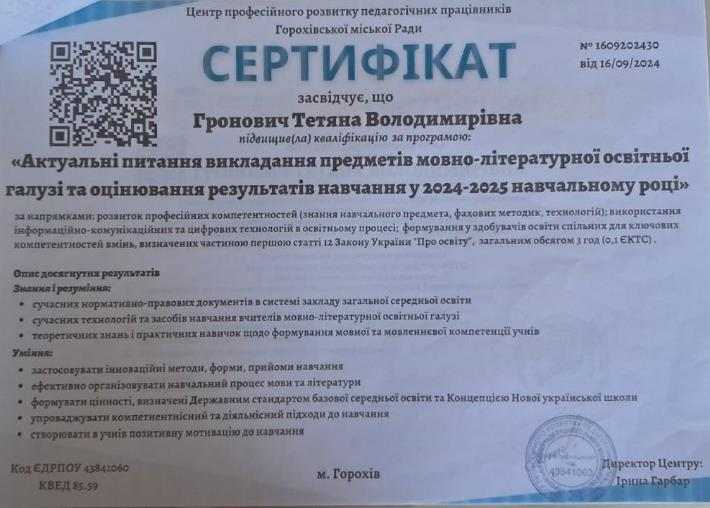 Центр професійного розвитку педагогічних працівників
Горохівської міської Ради
СЕРТИФІКАТ
№ 1609202430
від 16/09/2024
засвідчує, що
Гронович Тетяна Володимирівна
підвищив(ла) кваліфікацію за програмою:
«Актуальні питання викладання предметів мовно-літературної освітньої
галузі та оцінювання результатів навчання у 2024-2025 навчальному році»
за напрямками: розвиток професійних компетентностей (знання навчального предмета, фахових методик, технологій); використання
інформаційно-комунікаційних та цифрових технологій в освітньому процесі; формування у здобувачів освіти спільних для ключових
компетентностей вмінь, визначених частиною першою статті 12 Закону України "Про освіту", загальним обсягом 3 год (0,1 ЄКТС) .
Опис досягнутих результатів
Знання і розуміння:
• сучасних нормативно-правових документів в системі закладу загальної середньої освіти
• сучасних технологій та засобів навчання вчителів мовно-літературної освітньої галузі
• теоретичних знань і практичних навичок щодо формування мовної та мовленнєвої компетенції учнів
Уміння:
• застосовувати інноваційні методи, форми, прийоми навчання
• ефективно організовувати навчальний процес мови та літератури
• формувати цінності, визначені Державним стандартом базової середньої освіти та Концепцією Нової української школи
• упроваджувати компетентнісний та діяльнісний підходи до навчання
• створювати в учнів позитивну мотивацію до навчання
Код ЄДРПОУ 43841060
КВЕД 85.59
м. Горохів
43841060
Директор Центру:
Ірина Гарбар